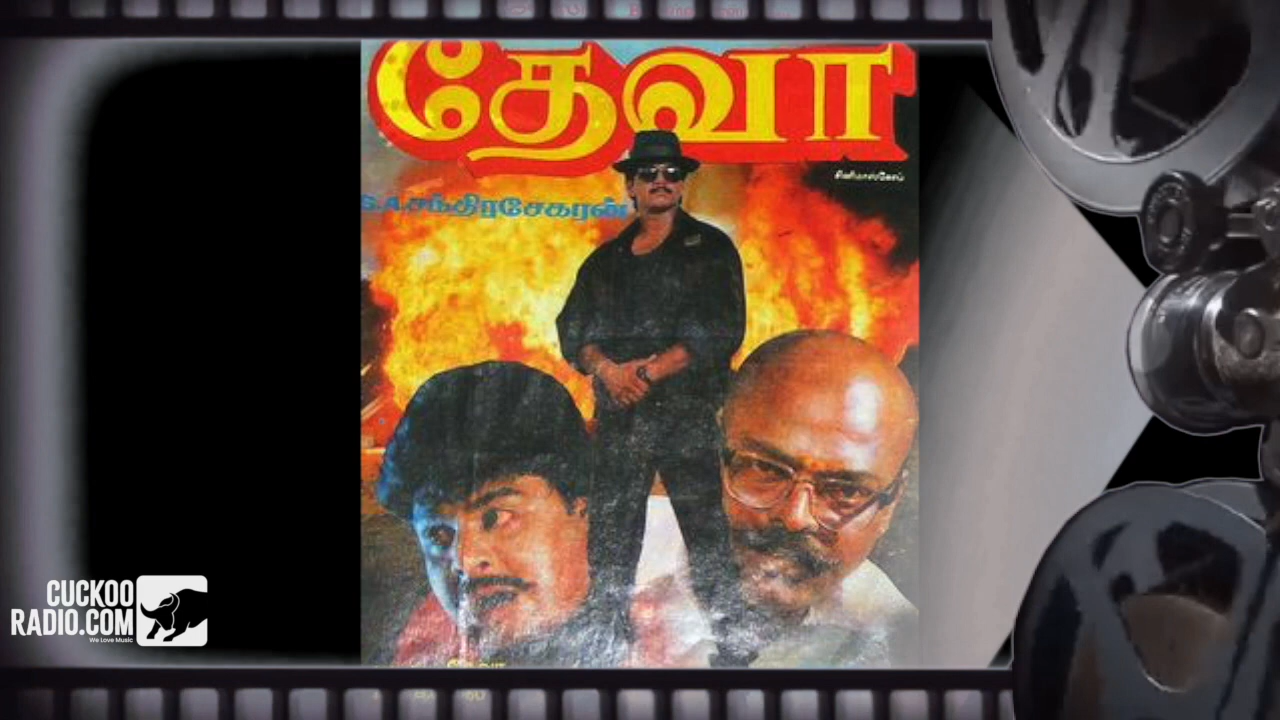 தேவா
சினிமாஸ்கோப்
S.A.சந்திரசேகரன்
CUCKOO
RADIO.COM
We Love Music